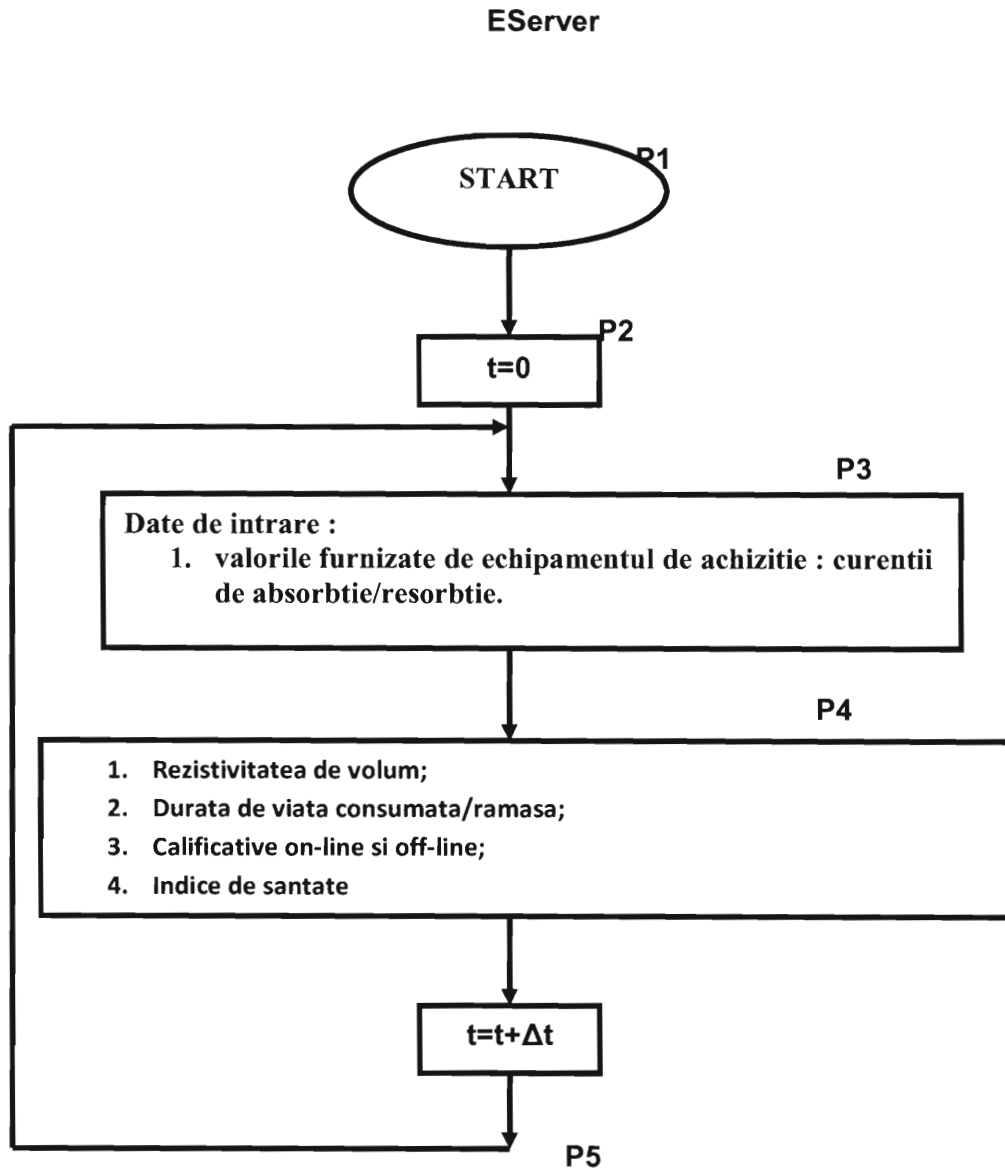 EServer
P1
START
P2
t=0
P3
Date de intrare :
1. valorile furnizate de echipamentul de achizitie : curentii
de absorbtie/resorbtie.
P4
1. Rezistivitatea de volum;
2. Durata de viata consumata/ramasa;
3. Calificative on-line si off-line;
4. Indice de santate
t=t+Δt
P5